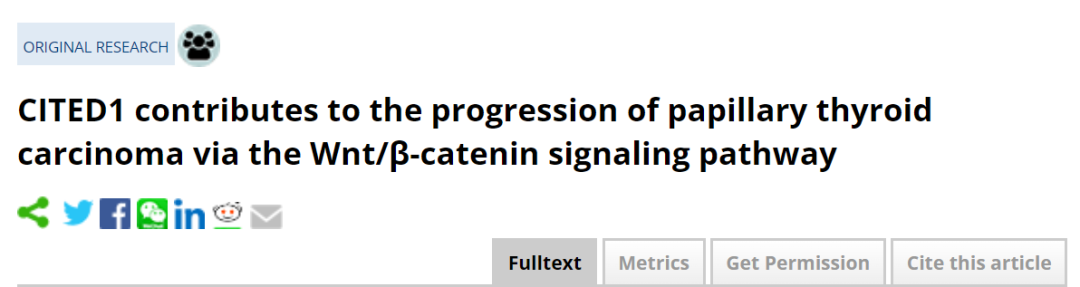 ORIGINAL RESEARCH
CITED1 contributes to the progression of papillary thyroid
carcinoma via the Wnt/β-catenin signaling pathway
in
Fulltext Metrics Get Permission Cite this article